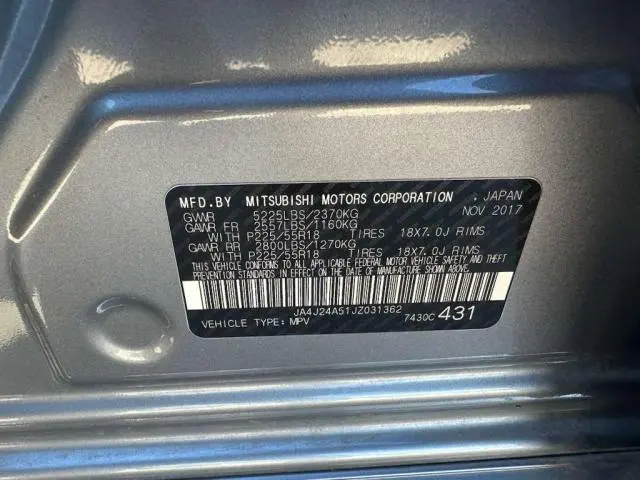 MFD.BY MITSUBISHI MOTORS CORPORATION , JAPAN
GVWR 5225LBS/2370KG NOV 2017
GAWR FR 2557LBS/1160KG
WITH P225/55R18 TIRES 18X7.0J RIMS
GAWR RR 2800LBS/1270KG
WITH P225/55R18 TIRES 18X7.0J RIMS
THIS VEHICLE CONFORMS TO ALL APPLICABLE FEDERAL MOTOR VEHICLE SAFETY AND THEFT
PREVENTION STANDARDS IN EFFECT ON THE DATE OF MANUFACTURE SHOWN ABOVE.
JA4J24A51JZ031362
VEHICLE TYPE: MPV 7430C 431